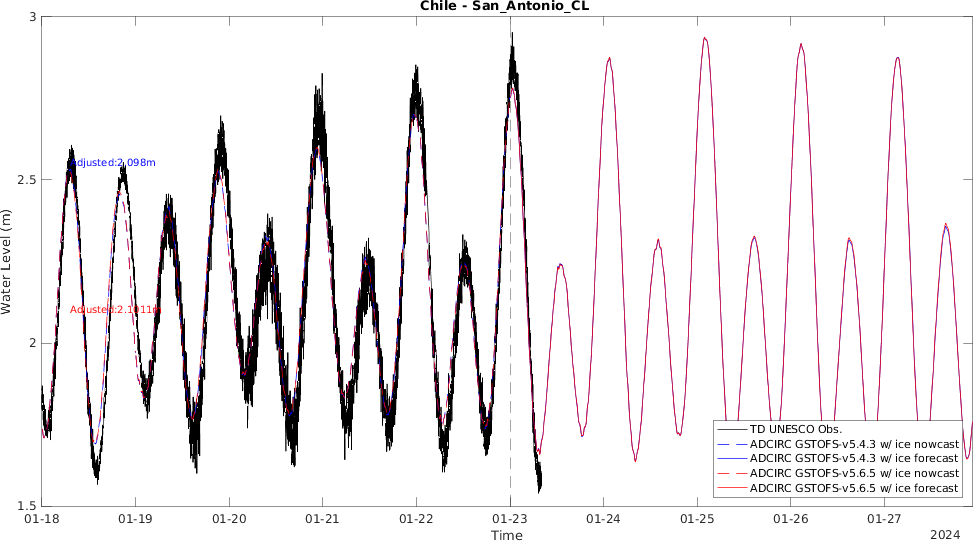 Chile - San_Antonio_CL
3
2.5
2
1.5
Water Level (m)
Adjusted:2.098m
Adjusted:2.1011m
TD UNESCO Obs.
ADCIRC GSTOFS-v5.4.3 w/ ice nowcast
ADCIRC GSTOFS-v5.4.3 w/ ice forecast
ADCIRC GSTOFS-v5.6.5 w/ ice nowcast
ADCIRC GSTOFS-v5.6.5 w/ ice forecast
01-18 01-19 01-20 01-21 01-22 01-23 01-24 01-25 01-26 01-27
Time
2024